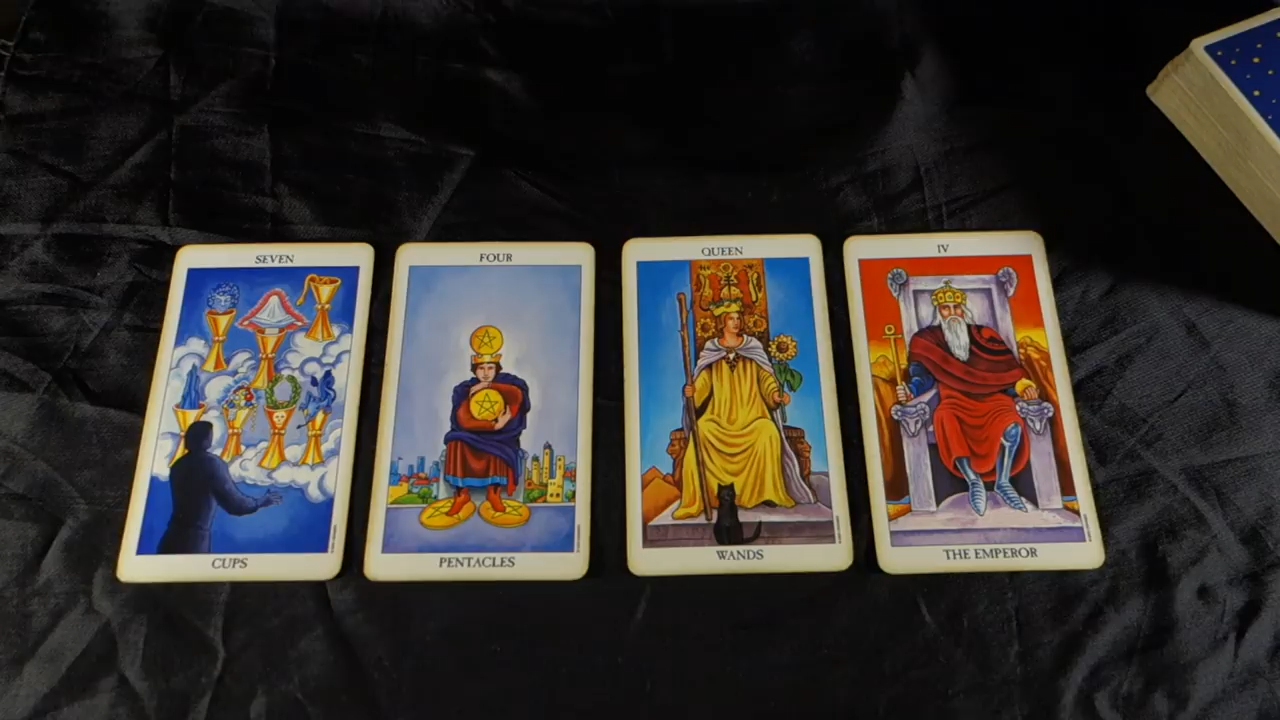 SEVEN
CUPS
FOUR
PENTACLES
QUEEN
WANDS
IV
THE EMPEROR